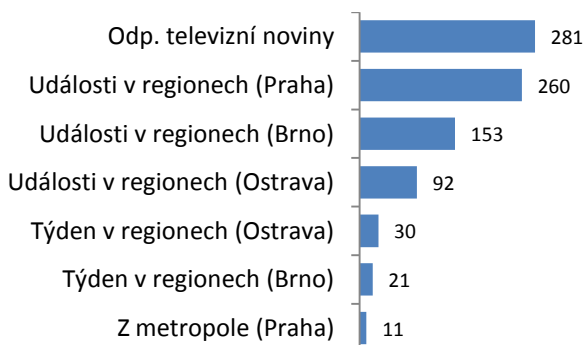 Odp. televizní noviny 281
Události v regionech (Praha) 260
Události v regionech (Brno) 153
Události v regionech (Ostrava) 92
Týden v regionech (Ostrava) 30
Týden v regionech (Brno) 21
Z metropole (Praha) 11